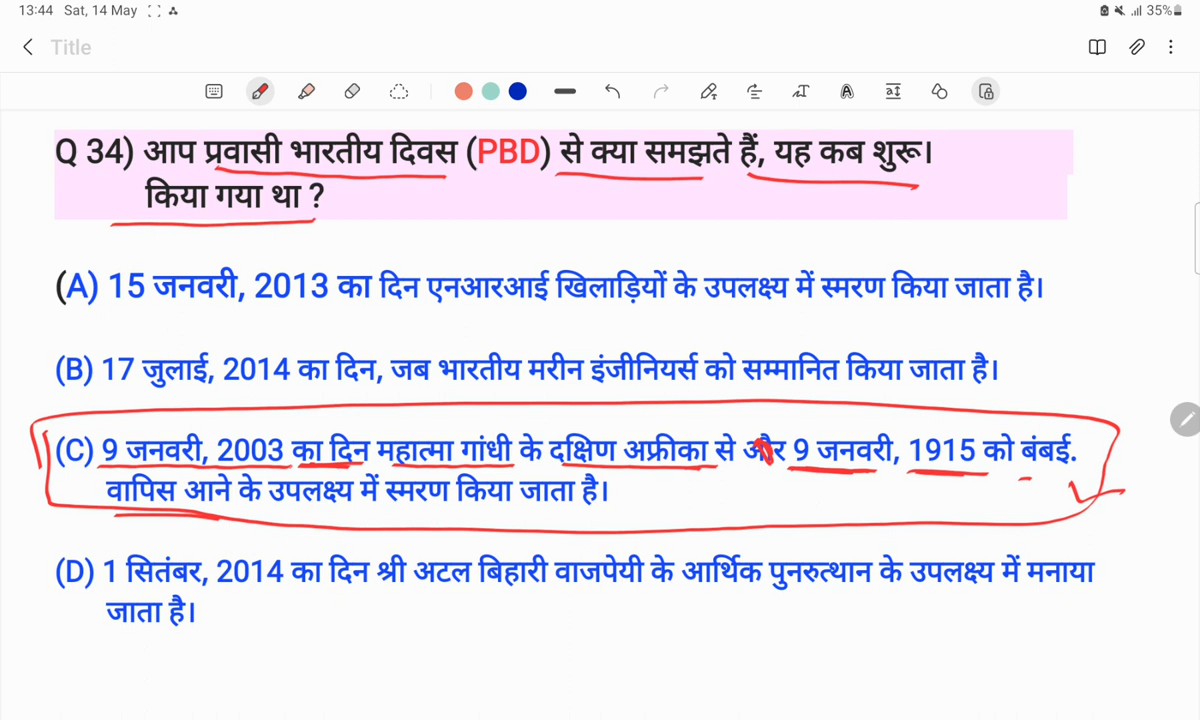 13:44 Sat, 14 May 35%
Title
Q 34) आप प्रवासी भारतीय दिवस (PBD) से क्या समझते हैं, यह कब शुरू।
किया गया था ?
(A) 15 जनवरी, 2013 का दिन एनआरआई खिलाड़ियों के उपलक्ष्य में स्मरण किया जाता है।
(B) 17 जुलाई, 2014 का दिन, जब भारतीय मरीन इंजीनियर्स को सम्मानित किया जाता है।
(C) 9 जनवरी, 2003 का दिन महात्मा गांधी के दक्षिण अफ्रीका से और 9 जनवरी, 1915 को बंबई.
वापिस आने के उपलक्ष्य में स्मरण किया जाता है।
(D) 1 सितंबर, 2014 का दिन श्री अटल बिहारी वाजपेयी के आर्थिक पुनरुत्थान के उपलक्ष्य में मनाया
जाता है।